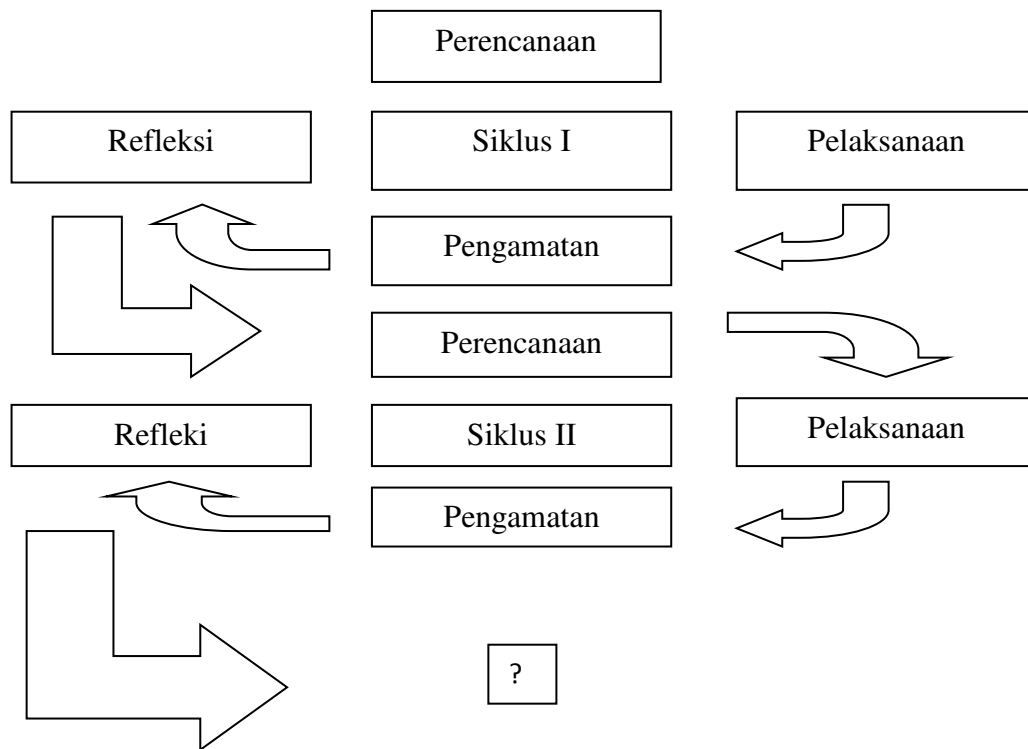 Perencanaan
Refleksi
Siklus I
Pelaksanaan
Pengamatan
Perencanaan
Refleki
Siklus II
Pelaksanaan
Pengamatan
?